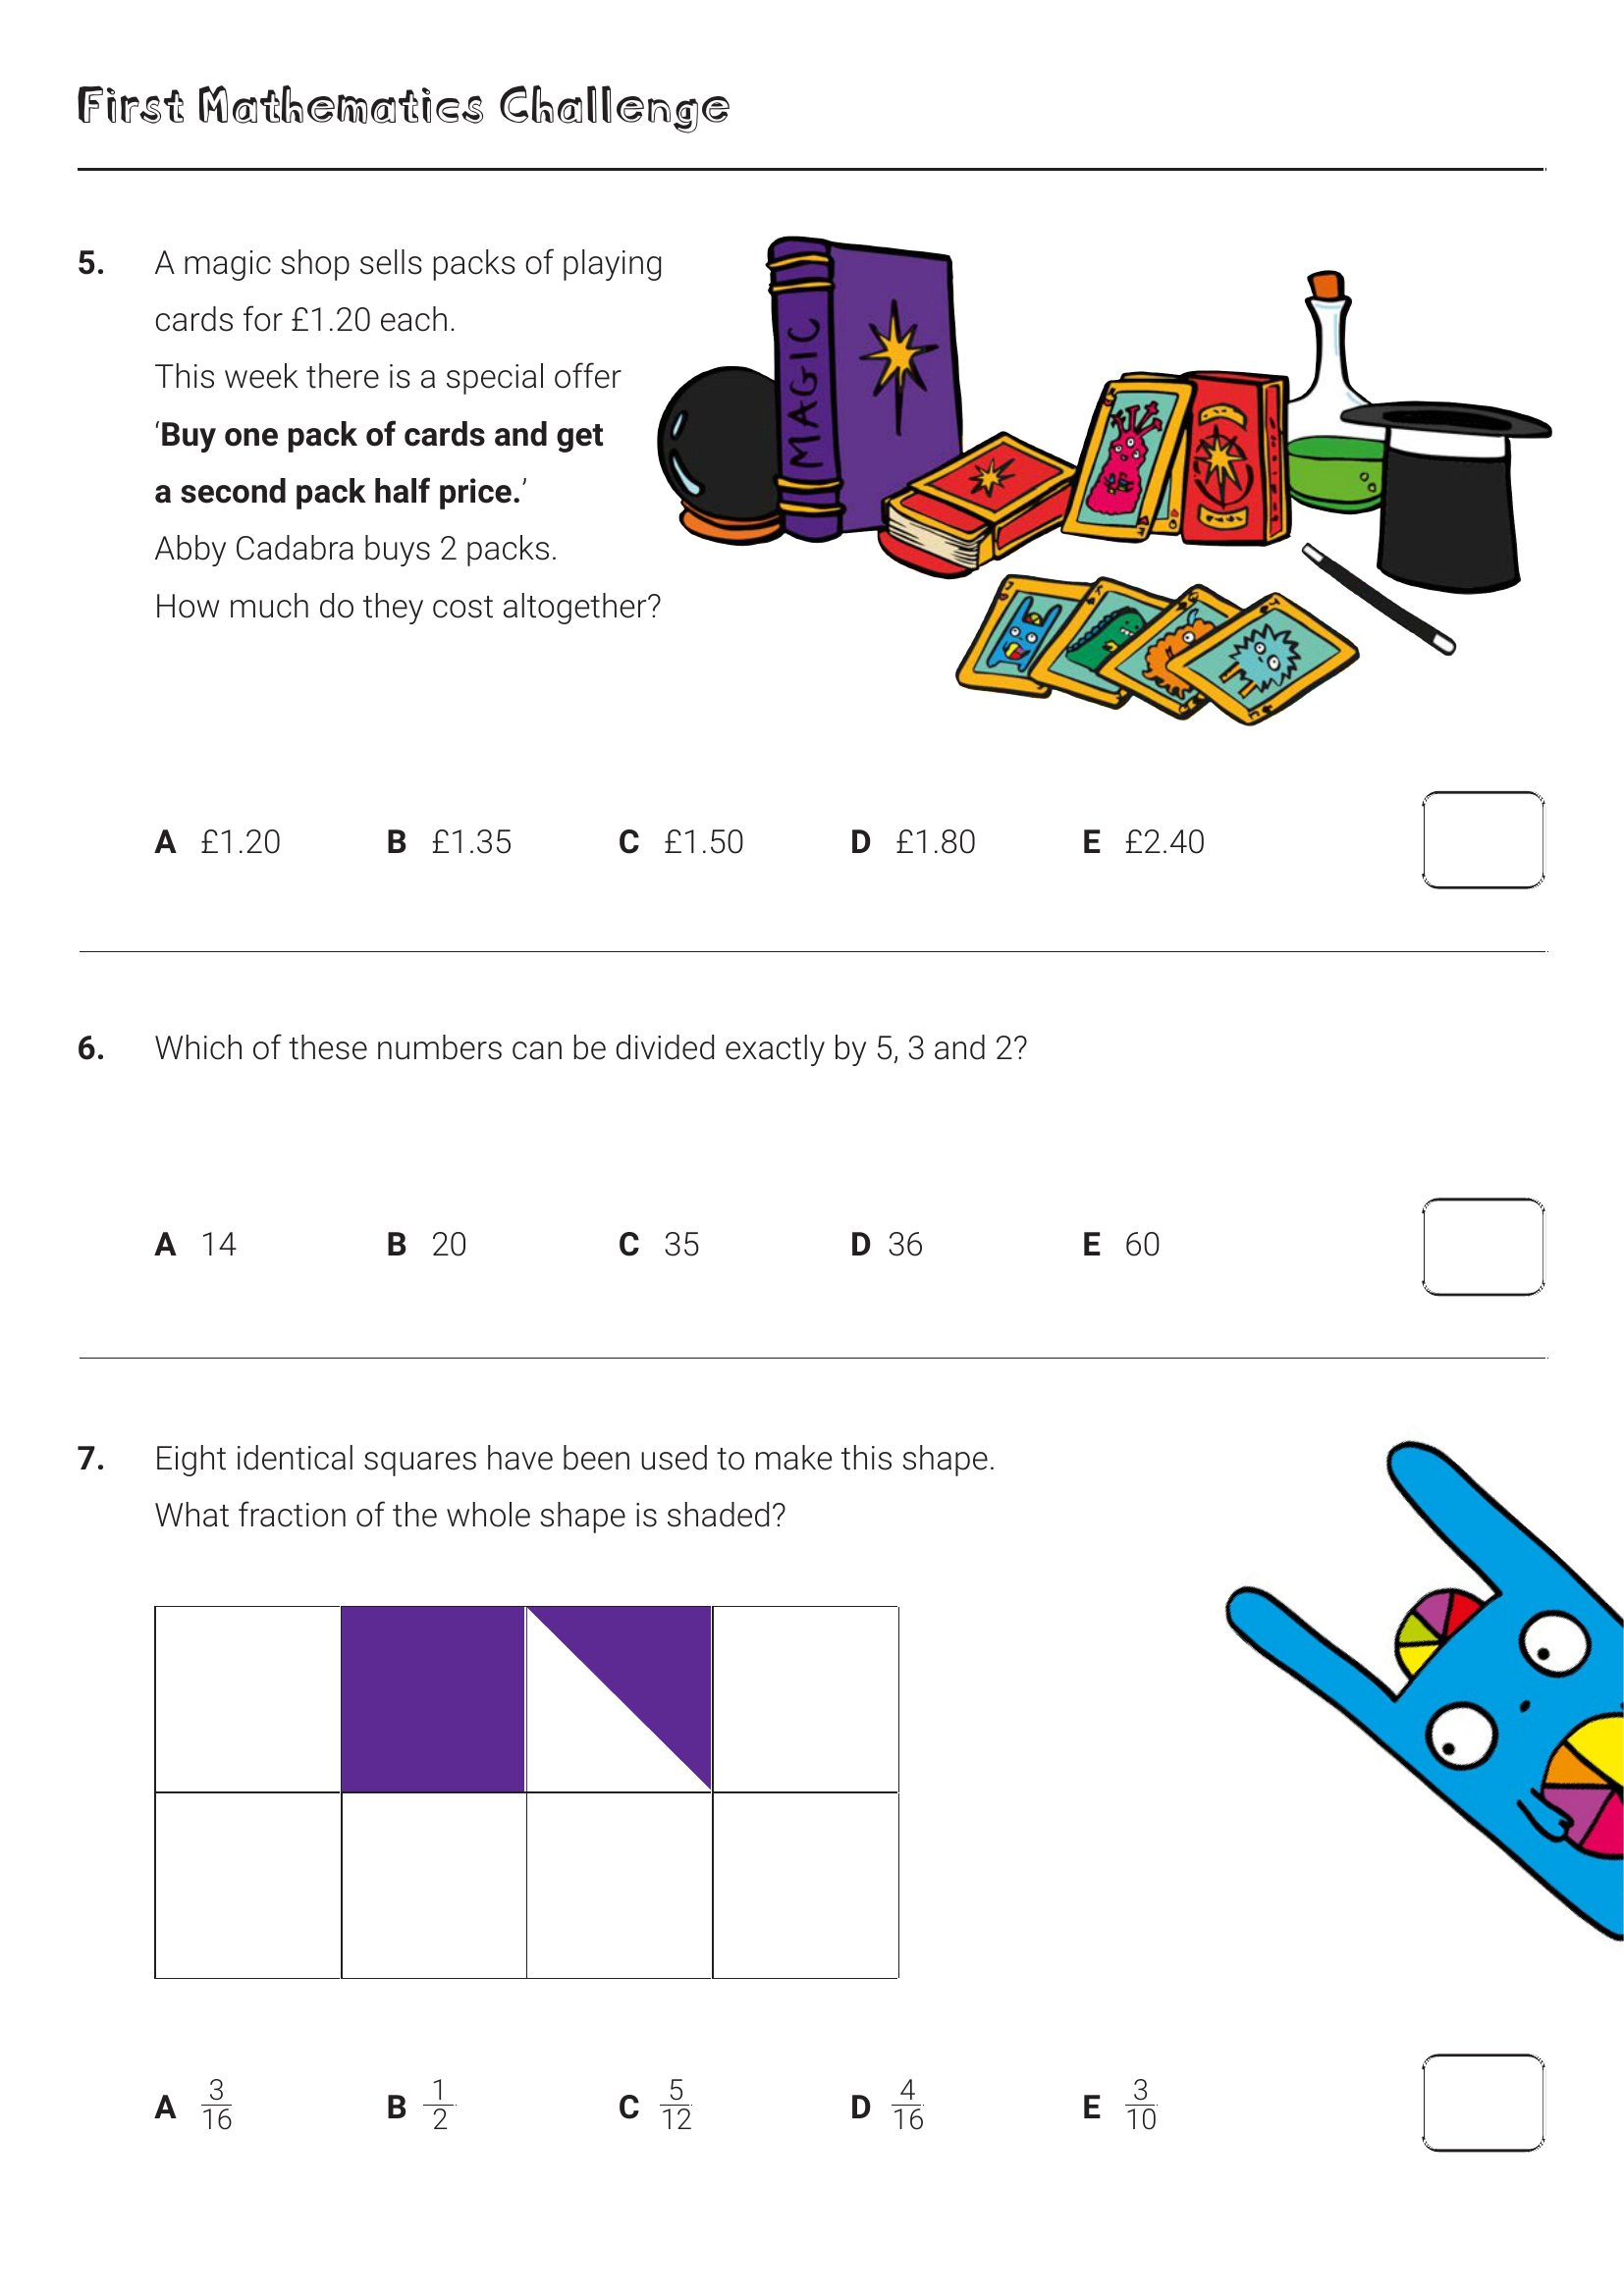 First Mathematics Challenge
5. A magic shop sells packs of playing
cards for £1.20 each.
This week there is a special offer
‘Buy one pack of cards and get
a second pack half price.’
Abby Cadabra buys 2 packs.
How much do they cost altogether?
MAGIC
A £1.20 B £1.35 C £1.50 D £1.80 E £2.40
6. Which of these numbers can be divided exactly by 5, 3 and 2?
A 14 B 20 C 35 D 36 E 60
7. Eight identical squares have been used to make this shape.
What fraction of the whole shape is shaded?
A 3/16 B 1/2 C 5/12 D 4/16 E 3/10